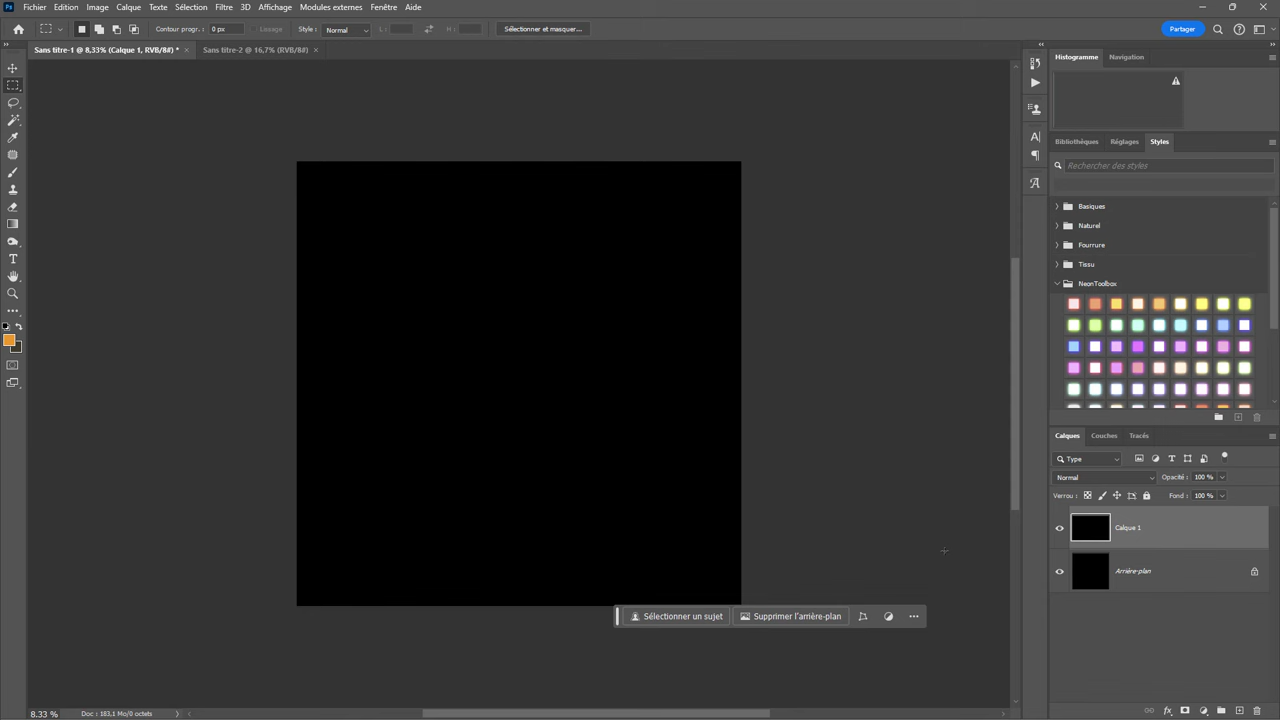 Ps Fichier Edition Image Calque Texte Sélection Filtre 3D Affichage Modules externes Fenêtre Aide
Contour progr. : 0 px Lissage Style : Normal L : H : Sélectionner et masquer... Partager
Sans titre-1 @ 8,33% (Calque 1, RVB/8#) * × Sans titre-2 @ 16,7% (RVB/8#) ×
Histogramme Navigation
Bibliothèques Réglages Styles
Rechercher des styles
Basiques
Naturel
Fourrure
Tissu
NeonToolbox
Calques Couches Tracés
Type
Normal Opacité : 100 %
Verrou : Fond : 100 %
Calque 1
Arrière-plan
Sélectionner un sujet Supprimer l'arrière-plan
8.33 % Doc : 183,1 Mo/0 octets